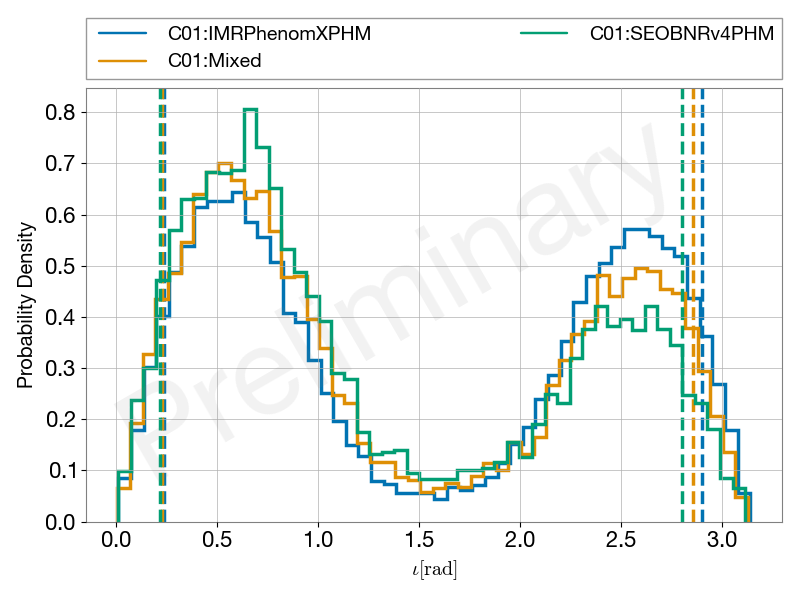 C01:IMRPhenomXPHM
C01:Mixed
C01:SEOBNRv4PHM
Preliminary
Probability Density
0.8
0.7
0.6
0.5
0.4
0.3
0.2
0.1
0.0
0.0 0.5 1.0 1.5 2.0 2.5 3.0
ι[rad]